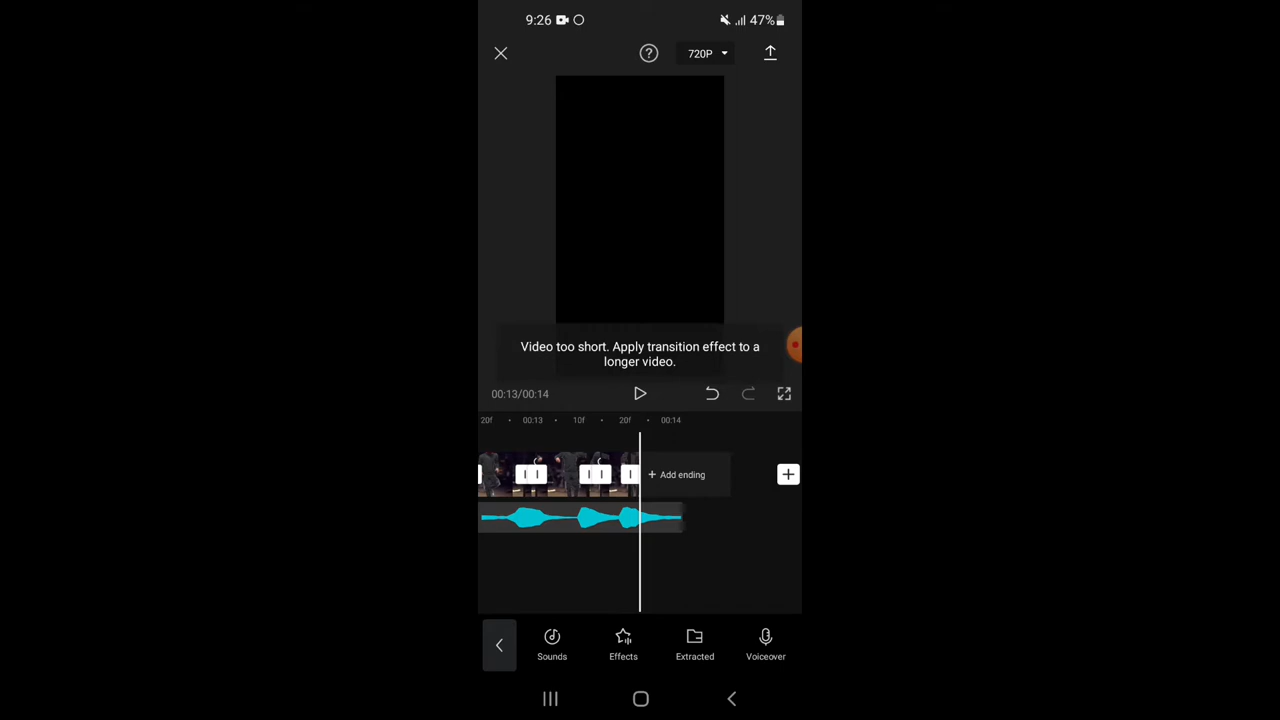 9:26 47%
720P
Video too short. Apply transition effect to a
longer video.
00:13/00:14
20f 00:13 10f 20f 00:14
+ Add ending
Sounds Effects Extracted Voiceover